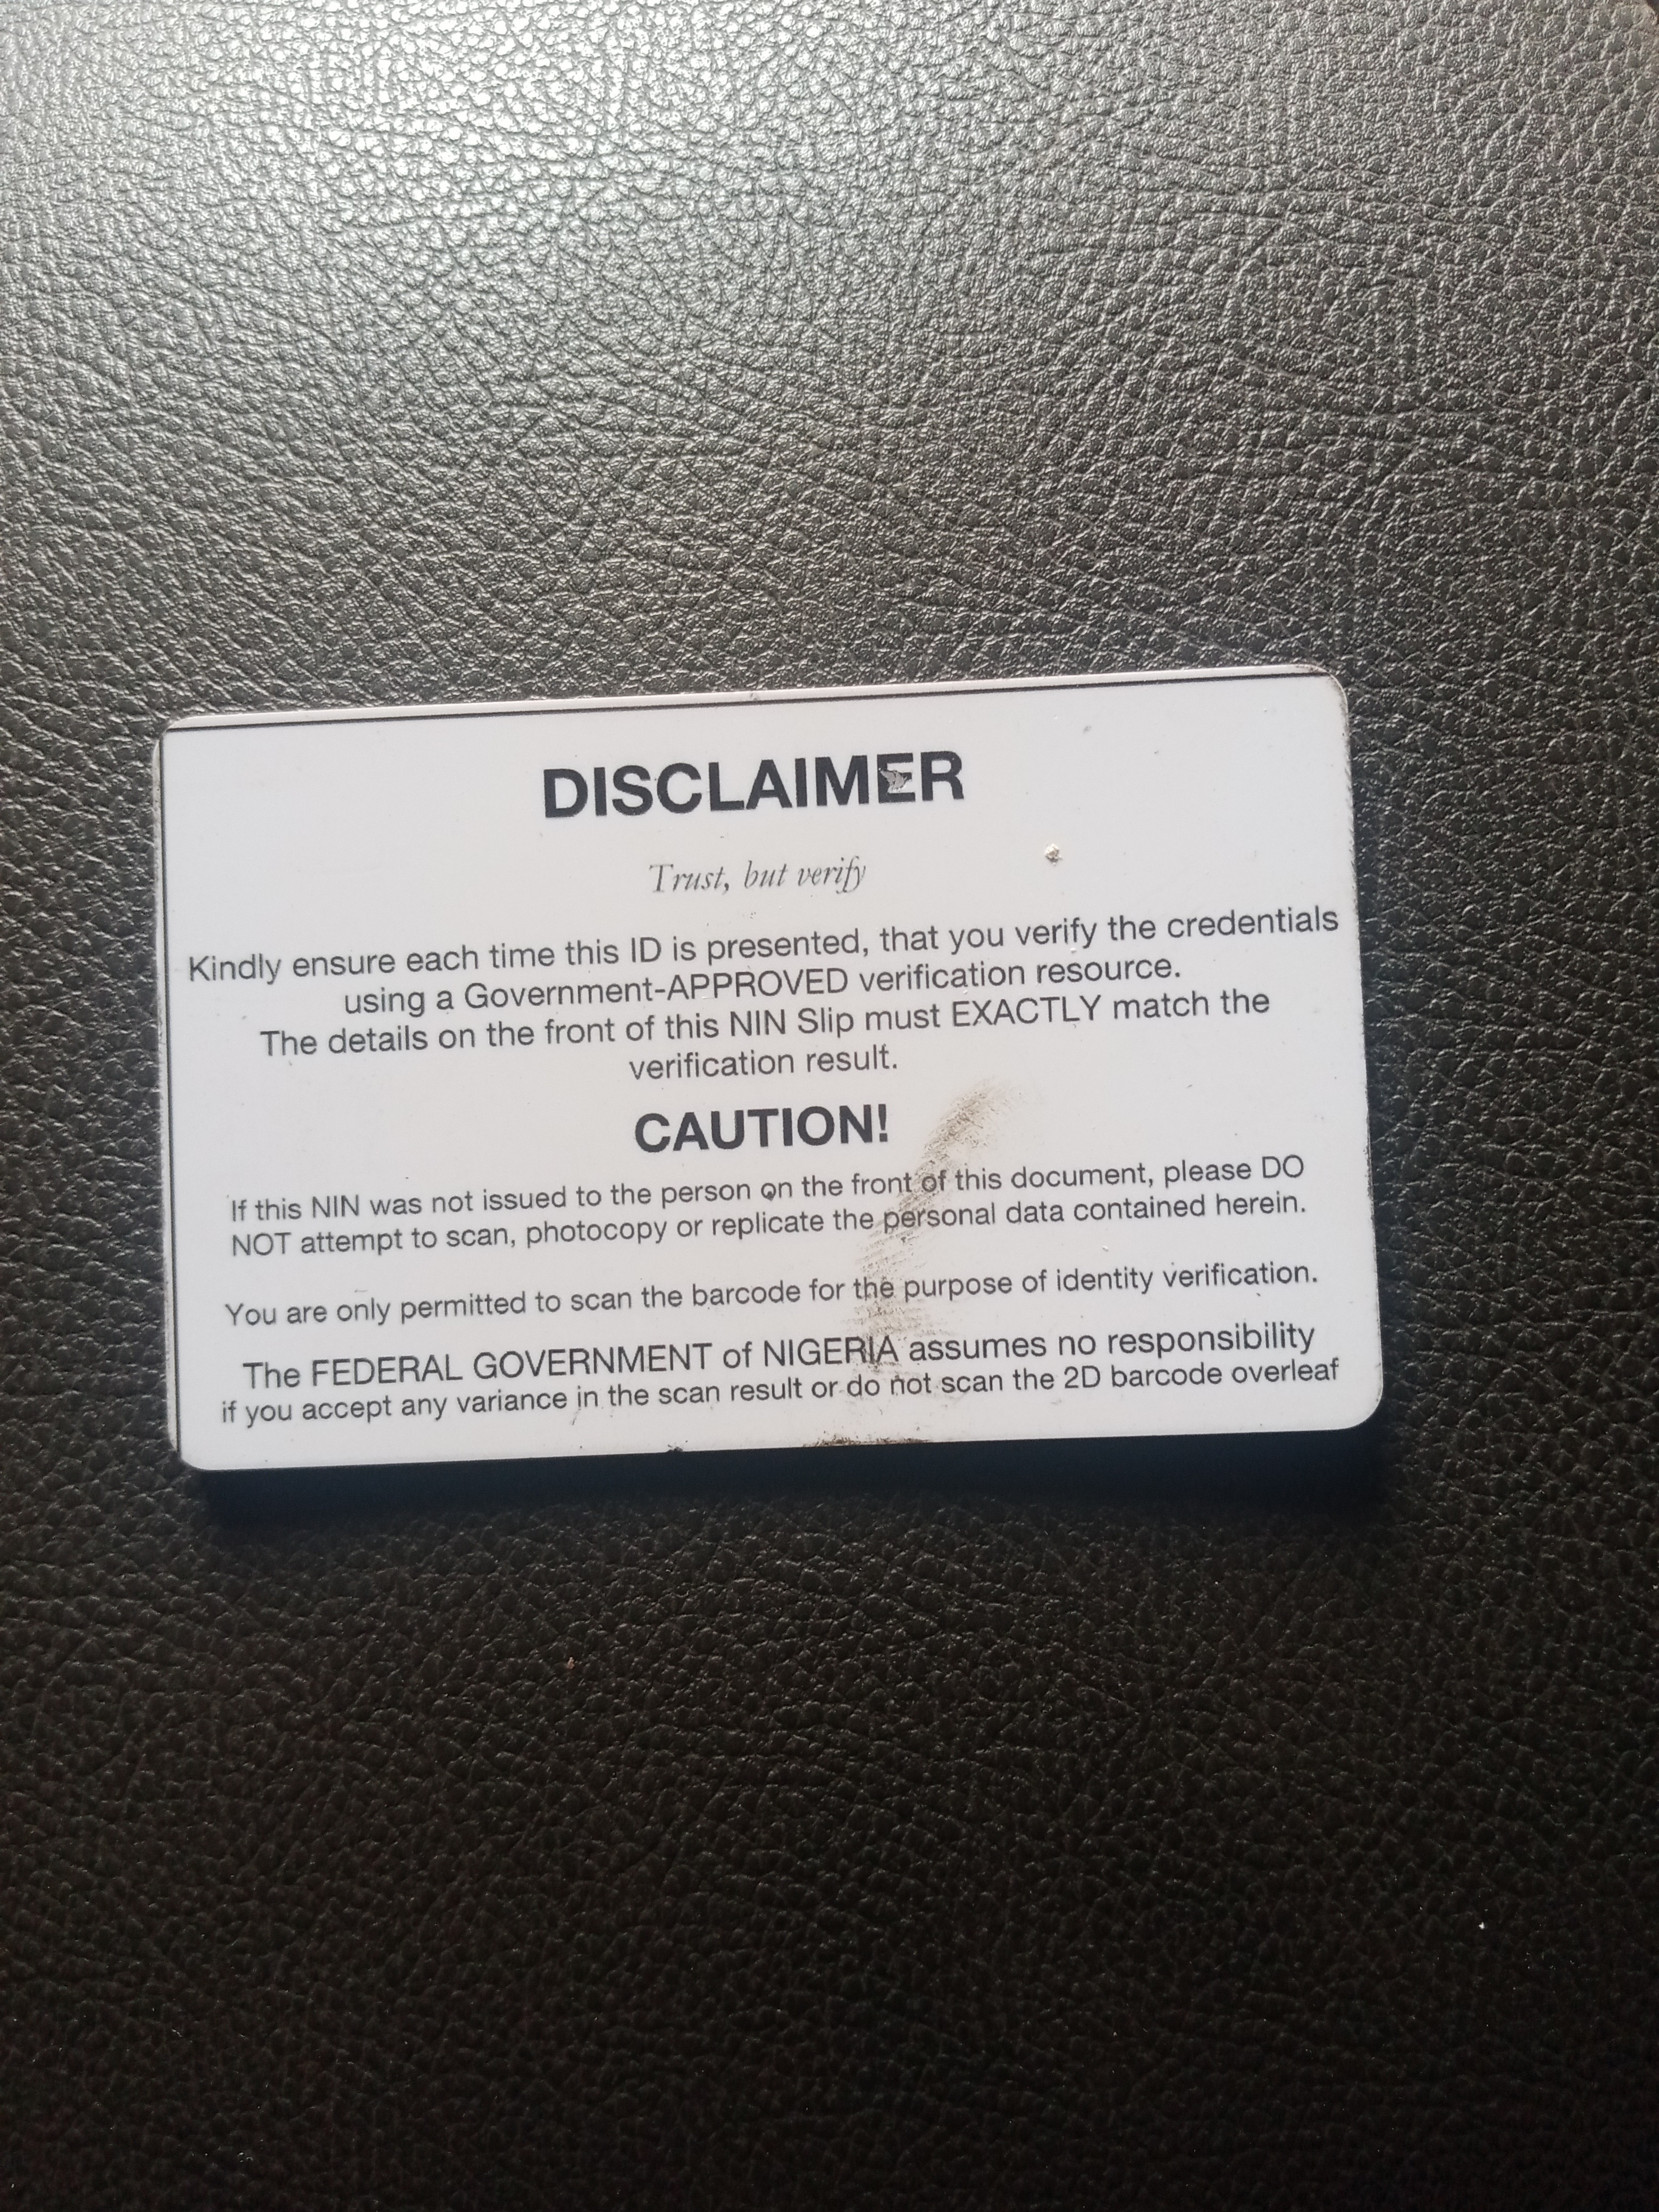 DISCLAIMER
Trust, but verify
Kindly ensure each time this ID is presented, that you verify the credentials
using a Government-APPROVED verification resource.
The details on the front of this NIN Slip must EXACTLY match the
verification result.
CAUTION!
If this NIN was not issued to the person on the front of this document, please DO
NOT attempt to scan, photocopy or replicate the personal data contained herein.
You are only permitted to scan the barcode for the purpose of identity verification.
The FEDERAL GOVERNMENT of NIGERIA assumes no responsibility
if you accept any variance in the scan result or do not scan the 2D barcode overleaf